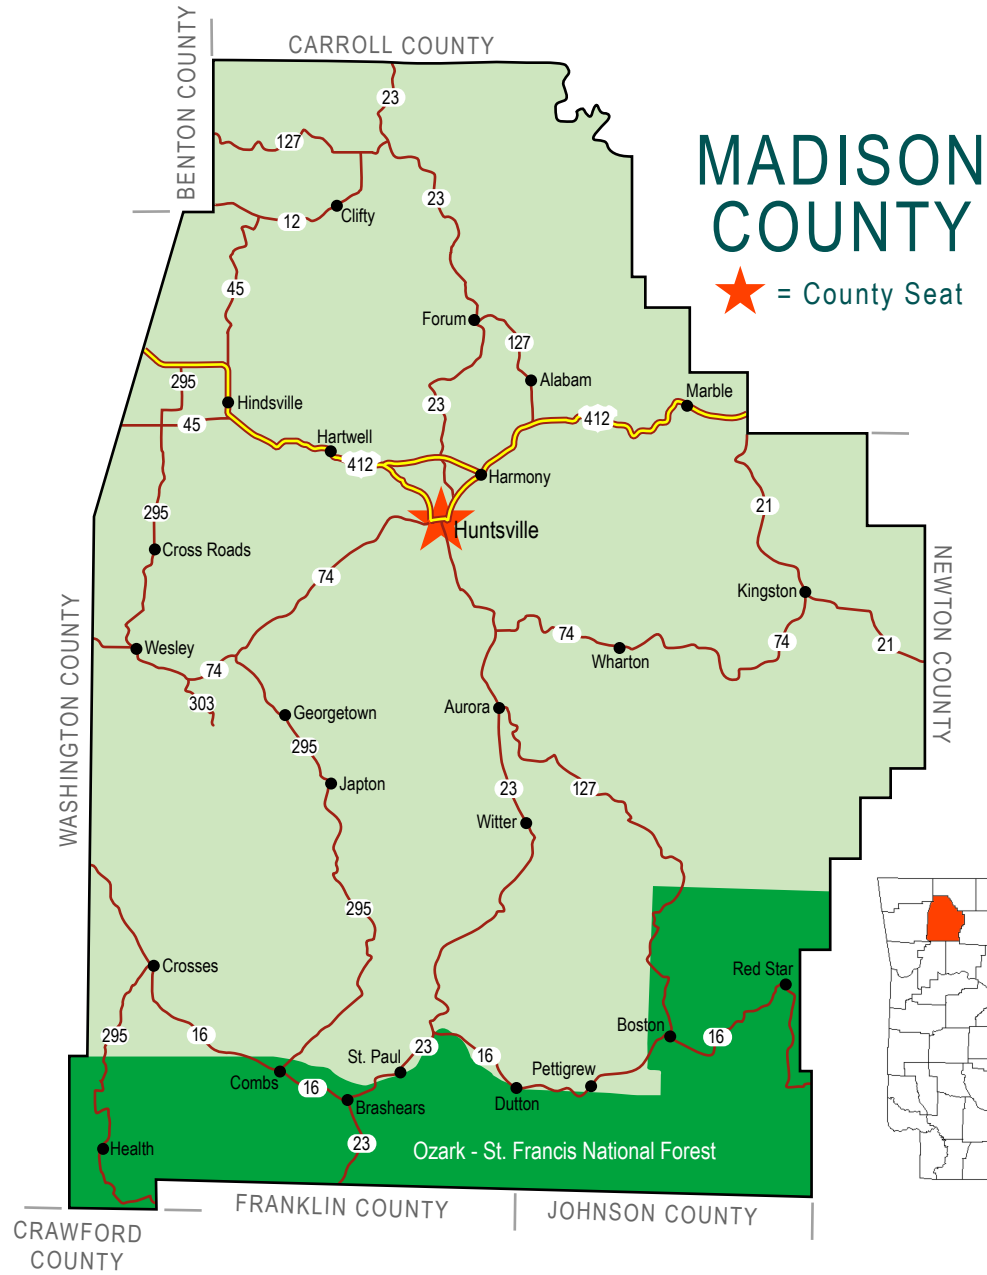 CARROLL COUNTY
BENTON COUNTY
MADISON
COUNTY
= County Seat
23
127
23
12
Clifty
45
Forum
127
295
Alabam
Marble
Hindsville
23
412
45
Hartwell
412
Harmony
21
295
Huntsville
Cross Roads
NEWTON COUNTY
74
Kingston
WASHINGTON COUNTY
74
74
21
Wesley
Wharton
74
303
Georgetown
Aurora
295
Japton
23
127
Witter
295
Crosses
Red Star
295
16
Boston
16
St. Paul
23
16
Pettigrew
Combs
16
Dutton
Brashears
23
Health
Ozark - St. Francis National Forest
FRANKLIN COUNTY
JOHNSON COUNTY
CRAWFORD
COUNTY